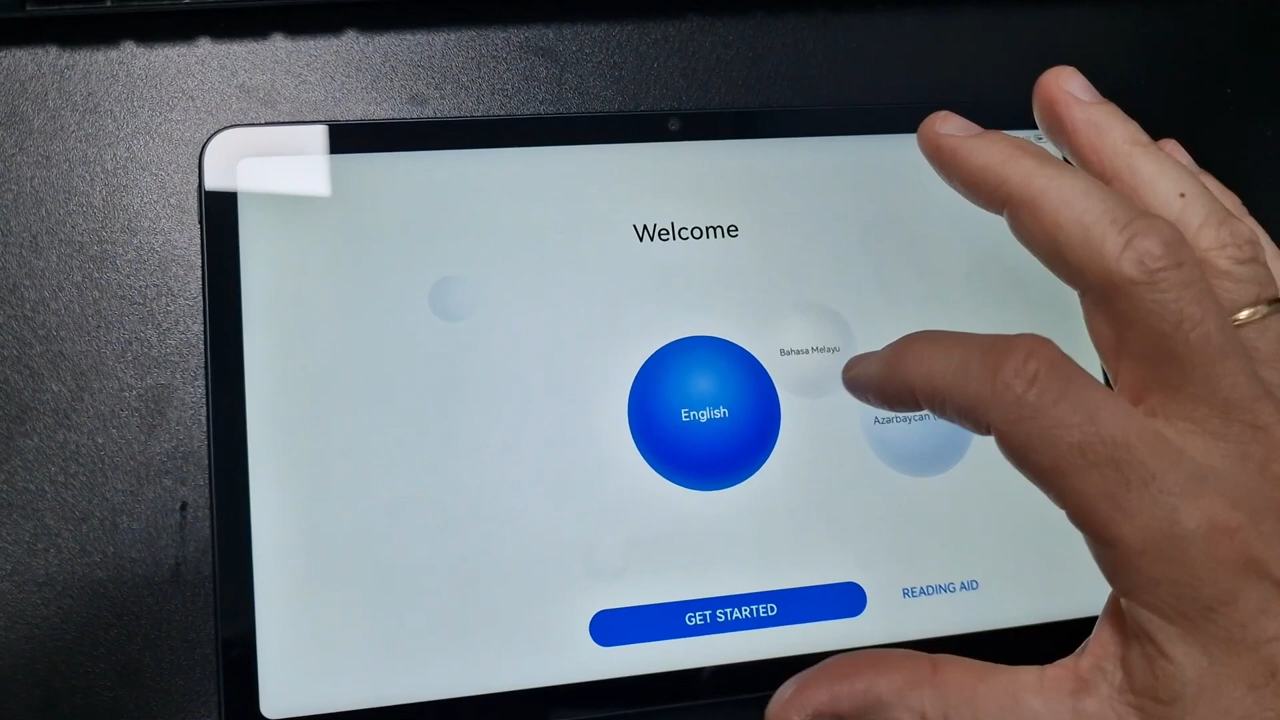 Welcome
Bahasa Melayu
English
Azərbaycan
GET STARTED
READING AID